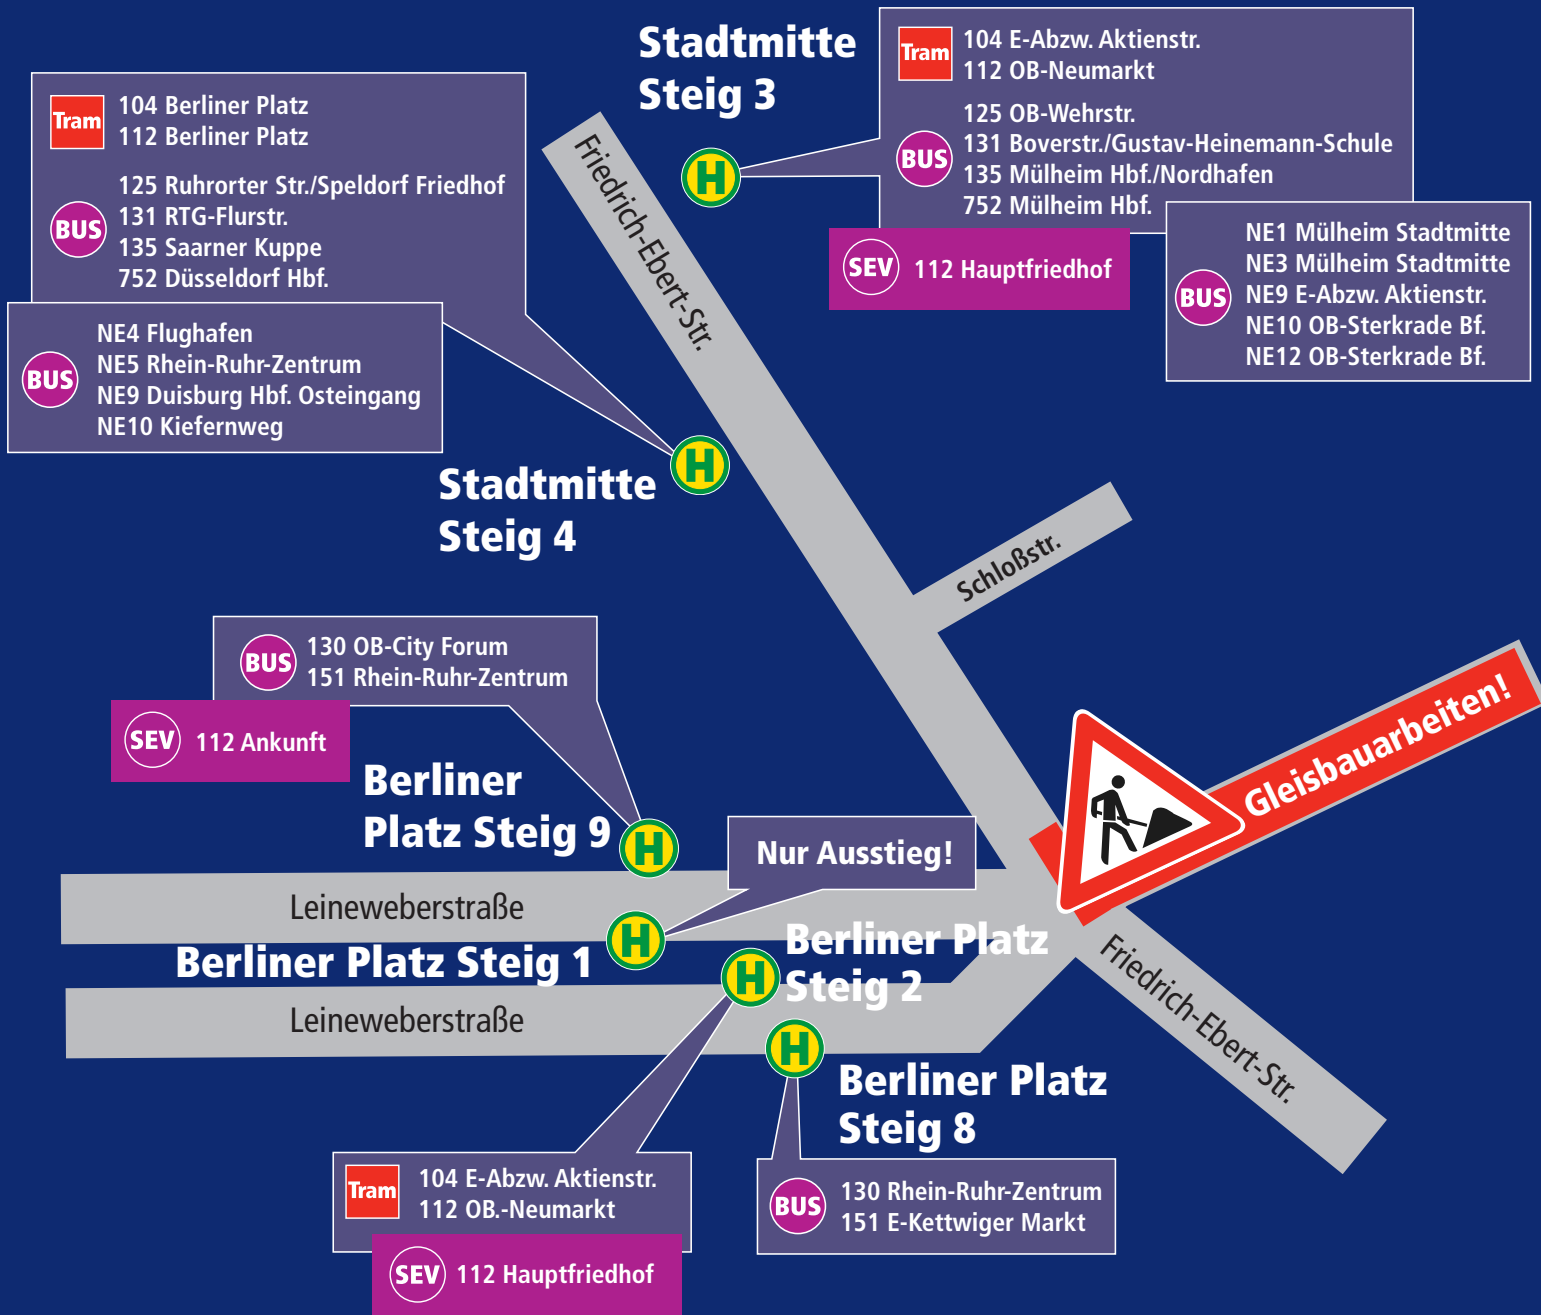 Stadtmitte
Steig 3
Tram
104 E-Abzw. Aktienstr.
112 OB-Neumarkt
BUS
125 OB-Wehrstr.
131 Boverstr./Gustav-Heinemann-Schule
135 Mülheim Hbf./Nordhafen
752 Mülheim Hbf.
SEV
112 Hauptfriedhof
BUS
NE1 Mülheim Stadtmitte
NE3 Mülheim Stadtmitte
NE9 E-Abzw. Aktienstr.
NE10 OB-Sterkrade Bf.
NE12 OB-Sterkrade Bf.
H
Tram
104 Berliner Platz
112 Berliner Platz
BUS
125 Ruhrorter Str./Speldorf Friedhof
131 RTG-Flurstr.
135 Saarner Kuppe
752 Düsseldorf Hbf.
BUS
NE4 Flughafen
NE5 Rhein-Ruhr-Zentrum
NE9 Duisburg Hbf. Osteingang
NE10 Kiefernweg
Friedrich-Ebert-Str.
H
Stadtmitte
Steig 4
Schloßstr.
BUS
130 OB-City Forum
151 Rhein-Ruhr-Zentrum
SEV
112 Ankunft
Berliner
Platz Steig 9
H
Gleisbauarbeiten!
Nur Ausstieg!
Leineweberstraße
H
Berliner Platz Steig 1
Berliner Platz
Steig 2
H
Leineweberstraße
Friedrich-Ebert-Str.
H
Berliner Platz
Steig 8
Tram
104 E-Abzw. Aktienstr.
112 OB.-Neumarkt
SEV
112 Hauptfriedhof
BUS
130 Rhein-Ruhr-Zentrum
151 E-Kettwiger Markt